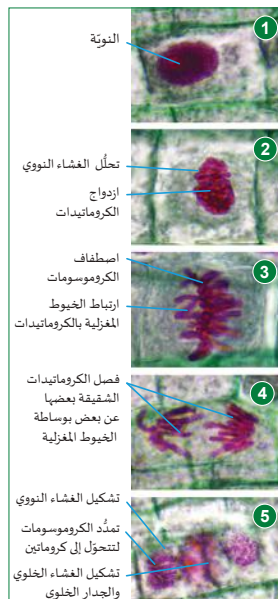 1
النويّة
2
تحلُّل الغشاء النووي
ازدواج
الكروماتيدات
3
اصطفاف
الكروموسومات
ارتباط الخيوط
المغزلية بالكروماتيدات
4
فصل الكروماتيدات
الشقيقة بعضها
عن بعض بوساطة
الخيوط المغزلية
5
تشكيل الغشاء النووي
تمدُّد الكروموسومات
لتتحوّل إلى كروماتين
تشكيل الغشاء الخلوي
والجدار الخلوي